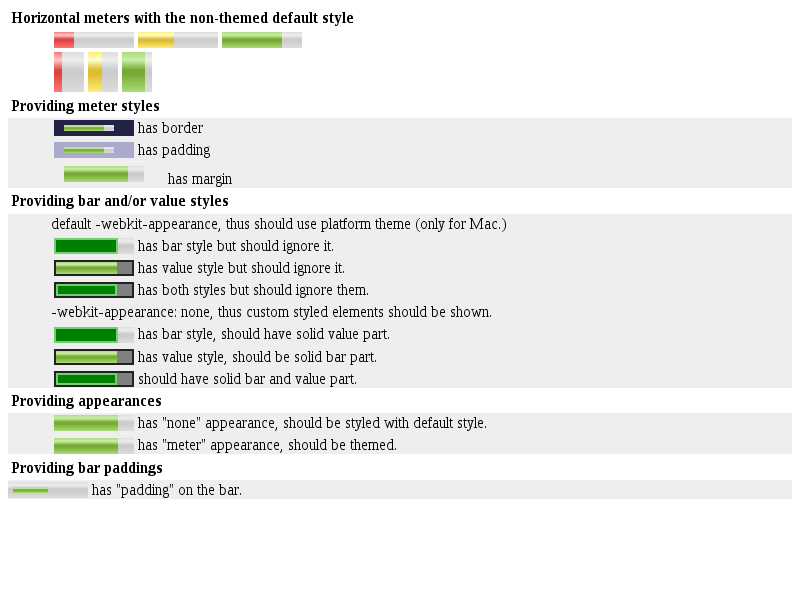 Horizontal meters with the non-themed default style
Providing meter styles
has border
has padding
has margin
Providing bar and/or value styles
default -webkit-appearance, thus should use platform theme (only for Mac.)
has bar style but should ignore it.
has value style but should ignore it.
has both styles but should ignore them.
-webkit-appearance: none, thus custom styled elements should be shown.
has bar style, should have solid value part.
has value style, should be solid bar part.
should have solid bar and value part.
Providing appearances
has "none" appearance, should be styled with default style.
has "meter" appearance, should be themed.
Providing bar paddings
has "padding" on the bar.